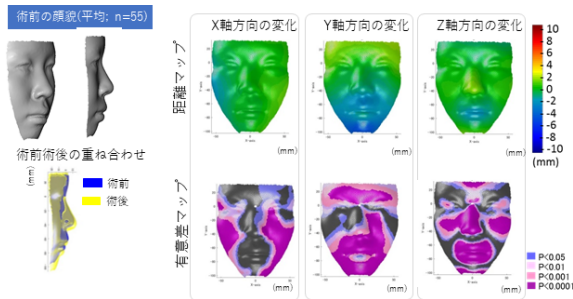 術前の顔貌(平均; n=55)
X軸方向の変化
Y軸方向の変化
Z軸方向の変化
距離マップ
10
8
6
4
2
0
-2
-4
-6
-8
-10
(mm)
(mm)
(mm)
(mm)
術前術後の重ね合わせ
(mm)
術前
術後
有意差マップ
P<0.05
P<0.01
P<0.001
P<0.0001